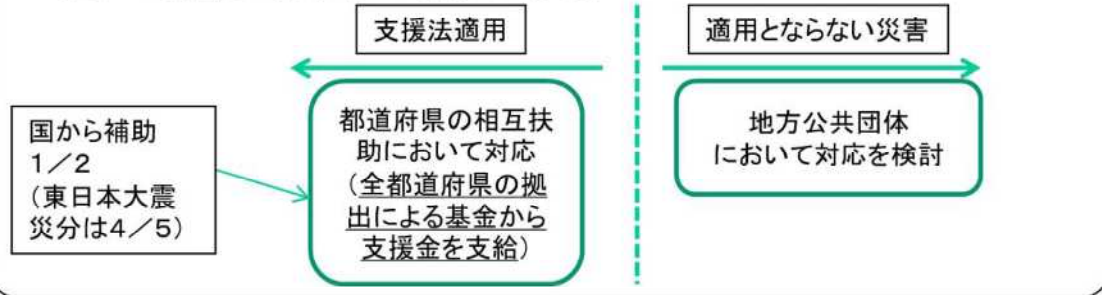 支援法適用
適用とならない災害
国から補助
1/2
(東日本大震
災分は4/5)
都道府県の相互扶
助において対応
(全都道府県の拠
出による基金から
支援金を支給)
地方公共団体
において対応を検討